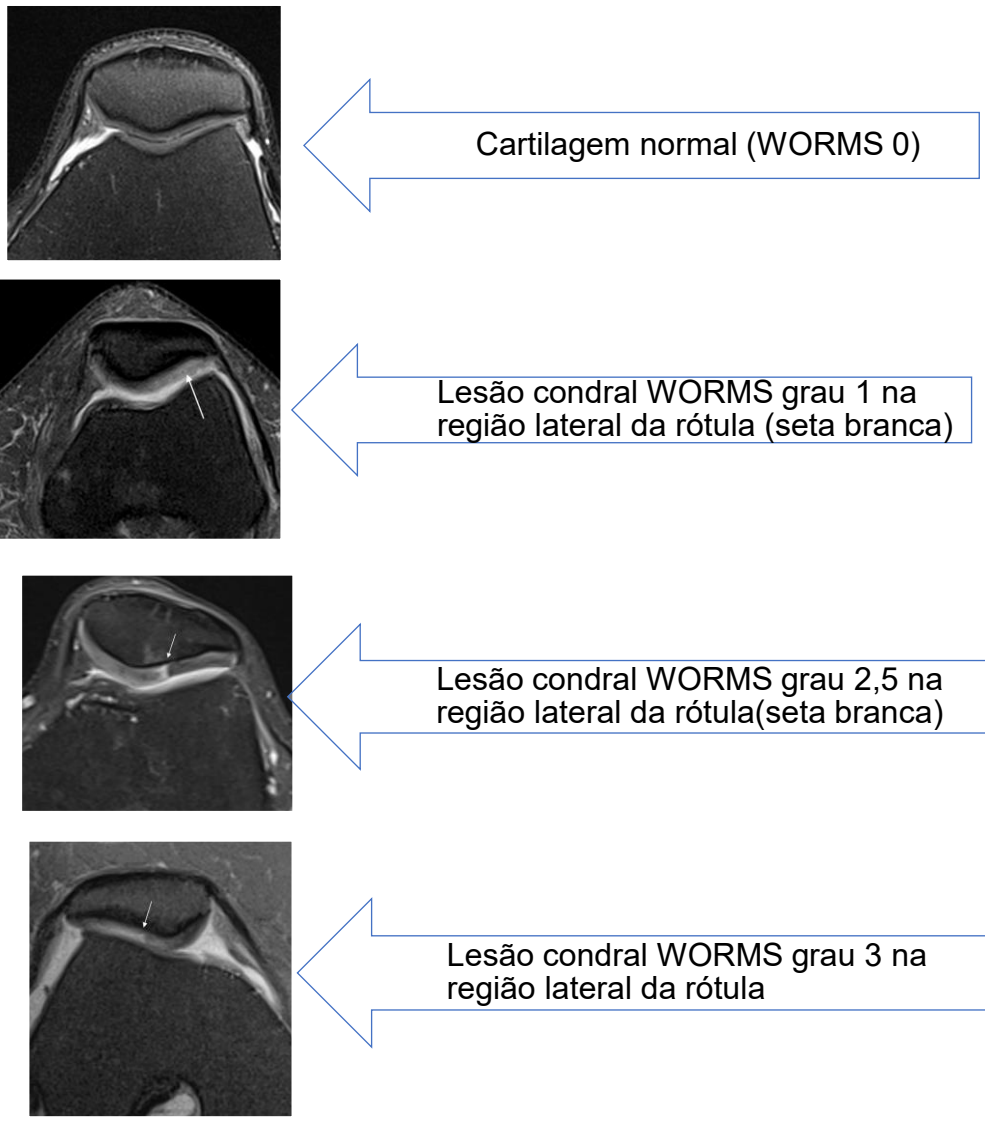 Cartilagem normal (WORMS 0)
Lesão condral WORMS grau 1 na
região lateral da rótula (seta branca)
Lesão condral WORMS grau 2,5 na
região lateral da rótula(seta branca)
Lesão condral WORMS grau 3 na
região lateral da rótula